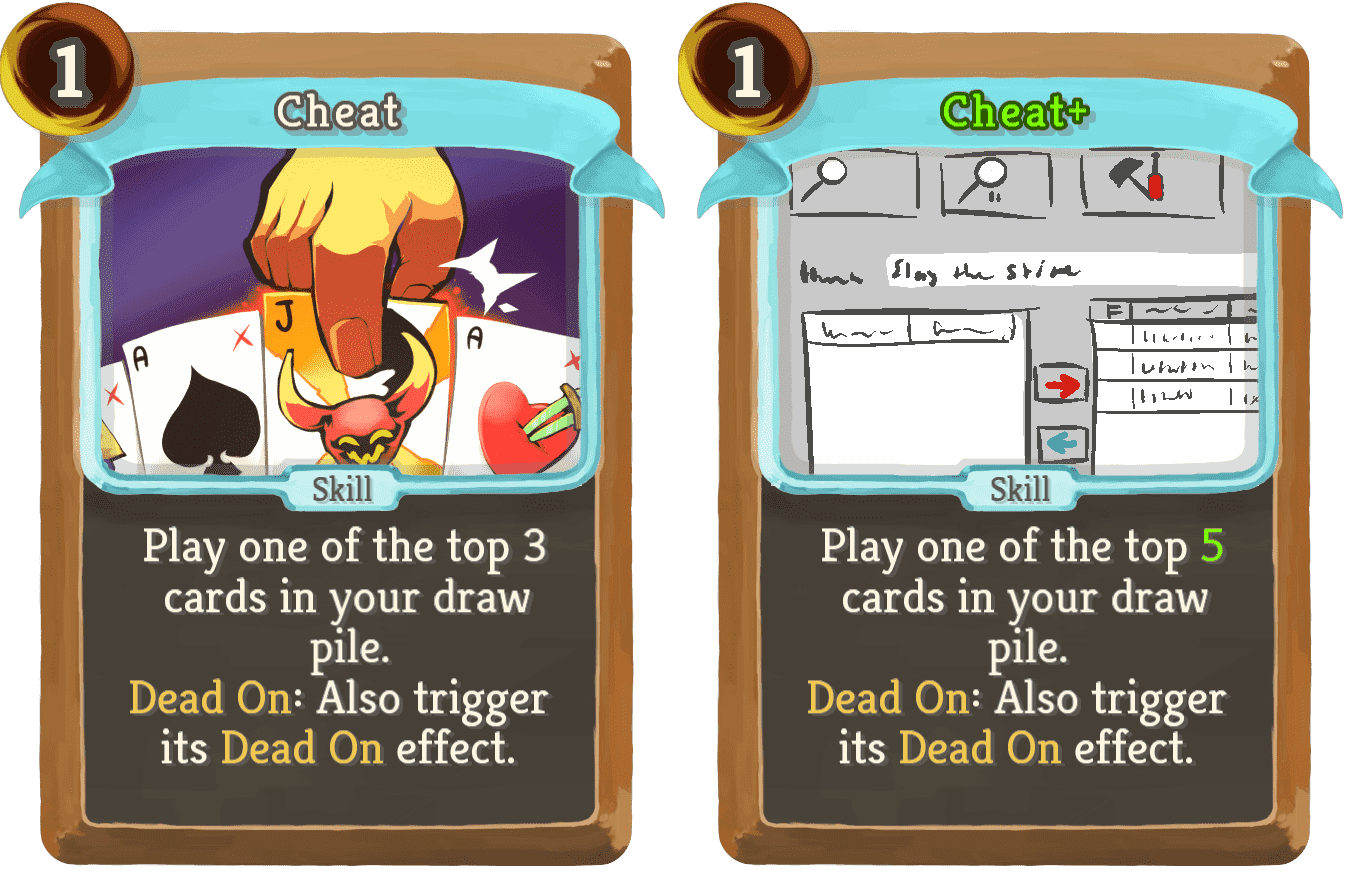 1
Cheat
A
J
A
Skill
Play one of the top 3
cards in your draw
pile.
Dead On: Also trigger
its Dead On effect.
1
Cheat+
Slay the Spire
E
Skill
Play one of the top 5
cards in your draw
pile.
Dead On: Also trigger
its Dead On effect.